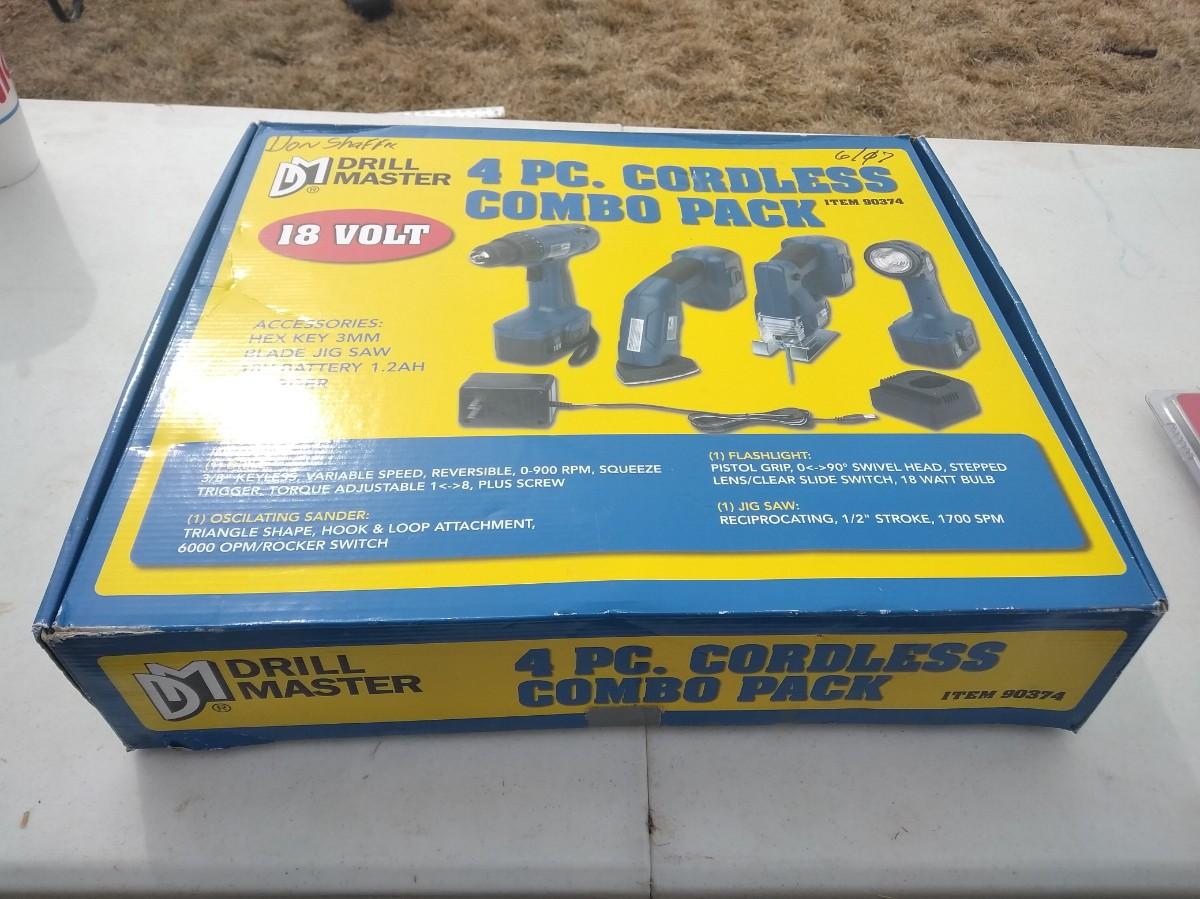 Don Shaffer
6/07
DM DRILL MASTER ®
4 PC. CORDLESS
COMBO PACK
ITEM 90374
18 VOLT
ACCESSORIES:
HEX KEY 3MM
BLADE JIG SAW
BATTERY 1.2AH
(1)
3/8" KEYLESS, VARIABLE SPEED, REVERSIBLE, 0-900 RPM, SQUEEZE
TRIGGER, TORQUE ADJUSTABLE 1<->8, PLUS SCREW
(1) OSCILATING SANDER:
TRIANGLE SHAPE, HOOK & LOOP ATTACHMENT,
6000 OPM/ROCKER SWITCH
(1) FLASHLIGHT:
PISTOL GRIP, 0<->90° SWIVEL HEAD, STEPPED
LENS/CLEAR SLIDE SWITCH, 18 WATT BULB
(1) JIG SAW:
RECIPROCATING, 1/2" STROKE, 1700 SPM
DM DRILL
MASTER ®
4 PC. CORDLESS
COMBO PACK
ITEM 90374